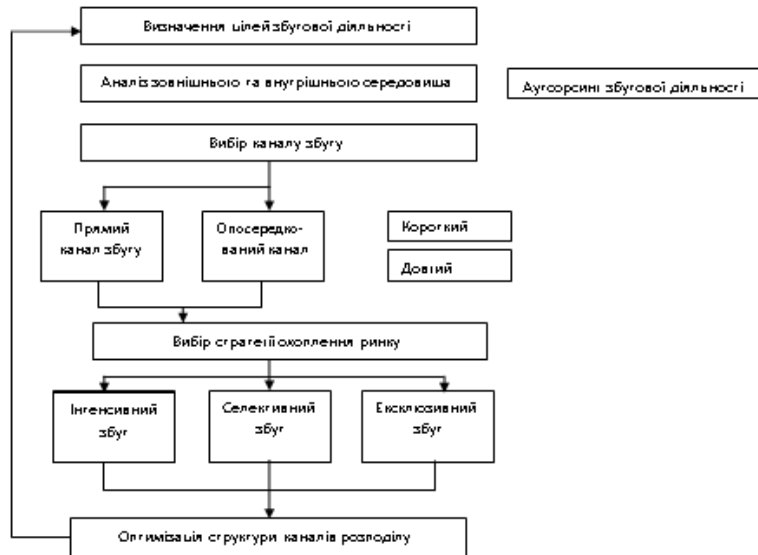 Визначення цілей збутової діяльності
Аналіз зовнішнього та внутрішнього середовища
Аутсорсинг збутової діяльності
Вибір каналу збуту
Прямий
канал збуту
Опосередко-
ваний канал
Короткий
Довгий
Вибір стратегії охоплення ринку
Інтенсивний
збут
Селективний
збут
Ексклюзивний
збут
Оптимізація структури каналів розподілу